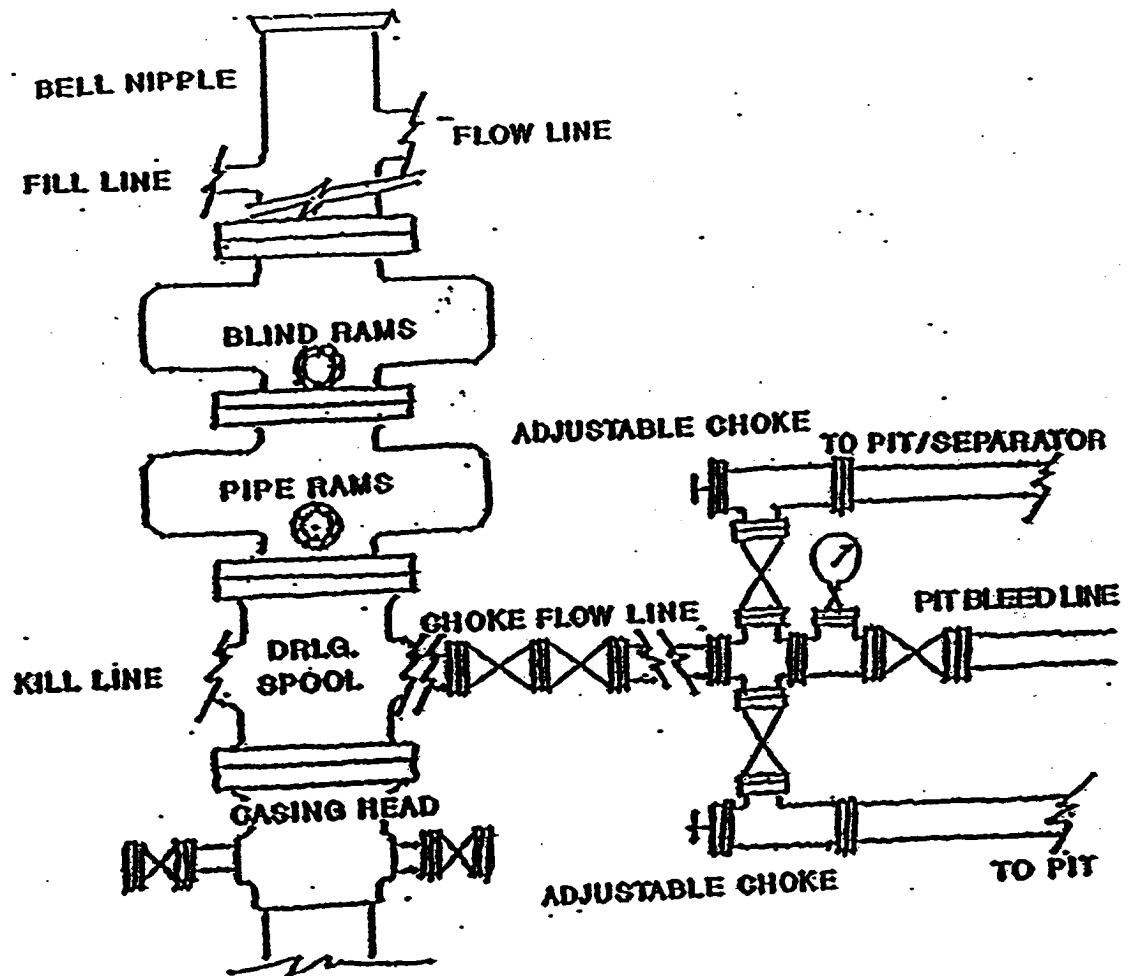 BELL NIPPLE
FLOW LINE
FILL LINE
BLIND RAMS
ADJUSTABLE CHOKE
TO PIT/SEPARATOR
PIPE RAMS
CHOKE FLOW LINE
PIT BLEED LINE
KILL LINE
DRLG.
SPOOL
CASING HEAD
ADJUSTABLE CHOKE
TO PIT